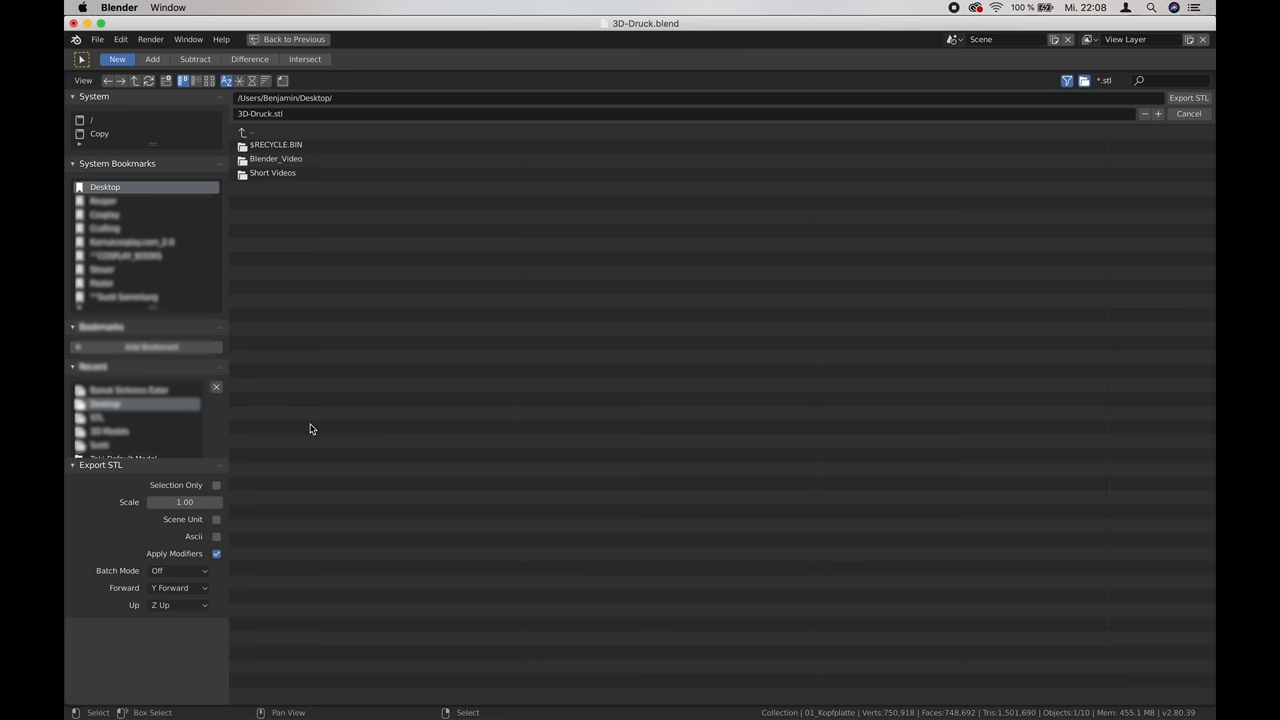 Blender Window 100 % Mi. 22:08
3D-Druck.blend
File Edit Render Window Help Back to Previous Scene View Layer
New Add Subtract Difference Intersect
View *.stl
System
/
Copy
System Bookmarks
Desktop
/Users/Benjamin/Desktop/ Export STL
3D-Druck.stl Cancel
..
$RECYCLE.BIN
Blender_Video
Short Videos
Export STL
Selection Only
Scale 1.00
Scene Unit
Ascii
Apply Modifiers
Batch Mode Off
Forward Y Forward
Up Z Up
Select Box Select Pan View Select Collection | 01_Kopfplatte | Verts:750,918 | Faces:748,692 | Tris:1,501,690 | Objects:1/10 | Mem: 455.1 MB | v2.80.39